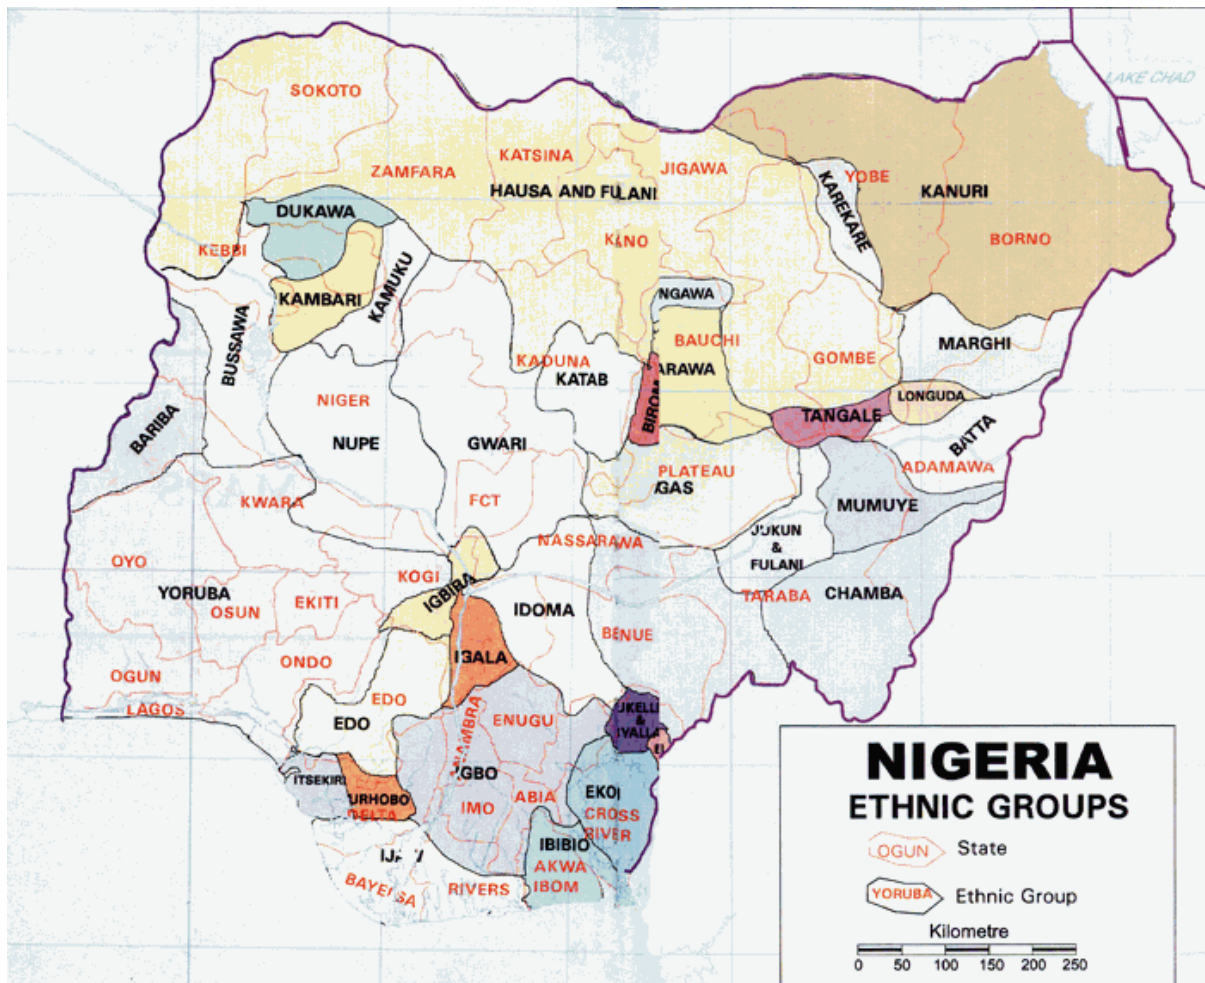 LAKE CHAD
SOKOTO
KATSINA
ZAMFARA
JIGAWA
HAUSA AND FULANI
YOBE
KAREKARE
KANURI
DUKAWA
KEBBI
KANO
BORNO
KAMBARI
KAMUKU
NGAWA
BUSSAWA
BAUCHI
GOMBE
MARGHI
KADUNA
KATAB
ARAWA
LONGUDA
NIGER
BARIBA
BIROM
TANGALE
BATTA
NUPE
GWARI
PLATEAU
ADAMAWA
GAS
KWARA
FCT
MUMUYE
NASSARAWA
JUKUN
&
FULANI
OYO
KOGI
IGBIRA
YORUBA
OSUN
EKITI
IDOMA
TARABA
CHAMBA
BENUE
ONDO
IGALA
OGUN
EDO
LAGOS
EDO
ENUGU
UKELLI
&
IYALLA
ANAMBRA
IGBO
ITSEKIRI
URHOBO
DELTA
IMO
ABIA
EKOI
CROSS
RIVER
IBIBIO
AKWA
IBOM
BAYELSA
RIVERS
NIGERIA
ETHNIC GROUPS
OGUN State
YORUBA Ethnic Group
Kilometre
0 50 100 150 200 250